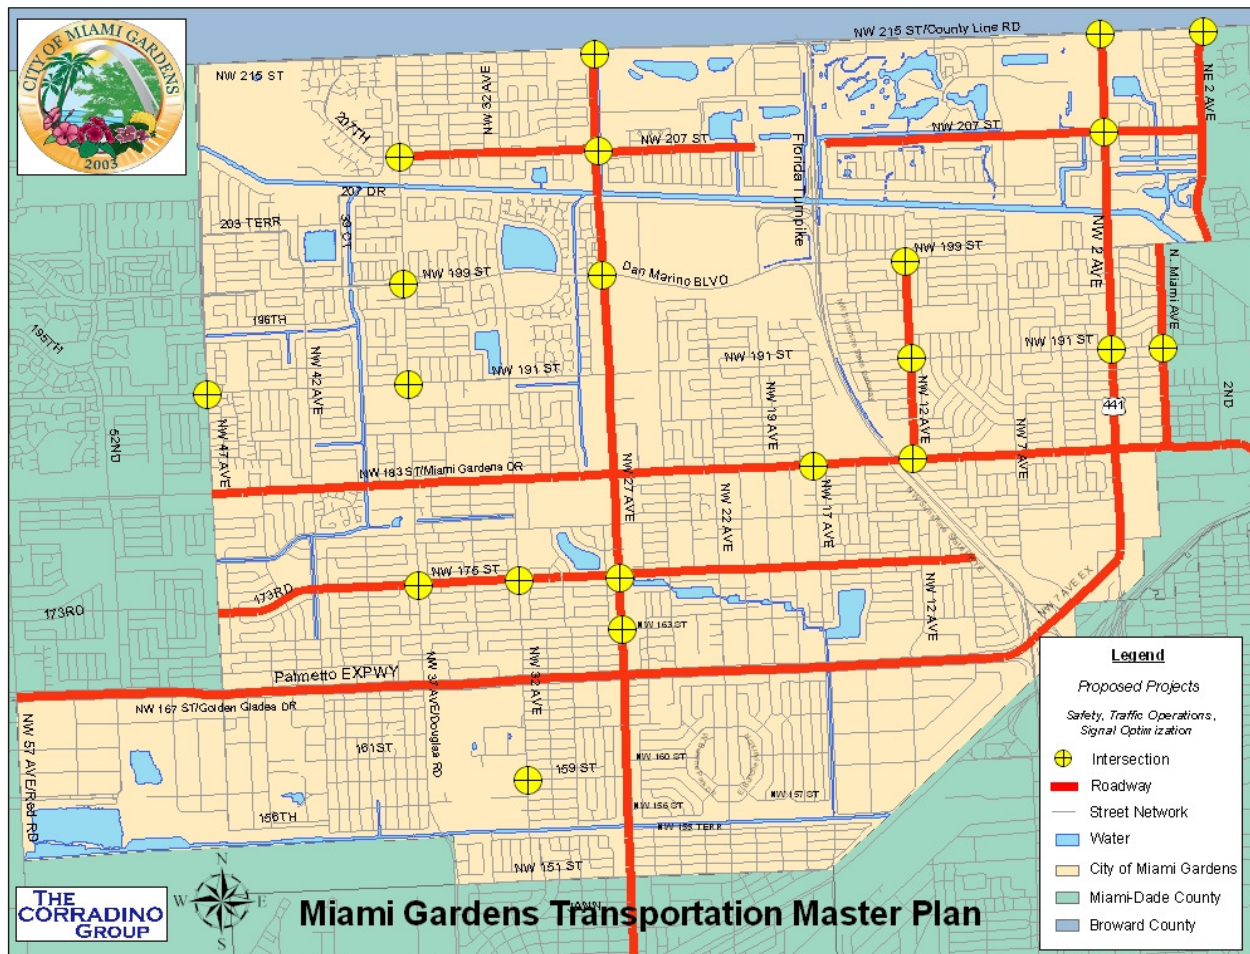 CITY OF MIAMI GARDENS
2003
NW 215 ST/County Line RD
NW 215 ST
NW 32 AVE
207TH
NW 207 ST
Florida Turnpike
NW 207 ST
NE 2 AVE
207 DR
203 TERR
39 CT
NW 199 ST
Dan Marino BLVD
NW 199 ST
NW 2 AVE
N. Miami AVE
196TH
195TH
NW 42 AVE
NW 191 ST
NW 191 ST
NW 191 ST
NW 19 AVE
NW 12 AVE
NW 7 AVE
441
2ND
52ND
NW 47 AVE
NW 183 ST/Miami Gardens DR
NW 27 AVE
NW 22 AVE
NW 17 AVE
NW 175 ST
173RD
173RD
NW 12 AVE
NW 7 AVE EX
NW 163 ST
Palmetto EXPWY
NW 167 ST/Golden Glades DR
NW 57 AVE/Red RD
NW 37 AVE/Douglas RD
NW 32 AVE
161ST
159 ST
NW 160 ST
NW 157 ST
NW 156 ST
156TH
NW 155 TERR
NW 151 ST
Legend
Proposed Projects
Safety, Traffic Operations,
Signal Optimization
Intersection
Roadway
Street Network
Water
City of Miami Gardens
Miami-Dade County
Broward County
N
W
E
S
THE
CORRADINO
GROUP
Miami Gardens Transportation Master Plan